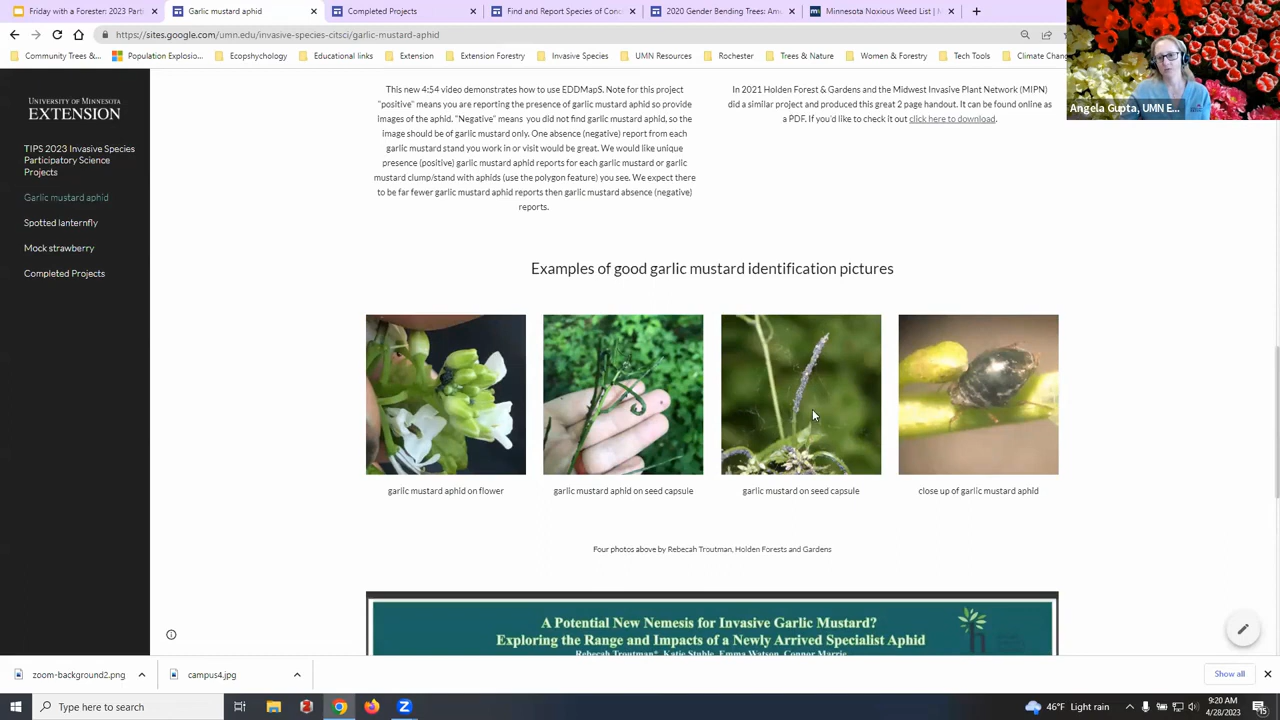 Friday with a Forester: 2023 Parti
Garlic mustard aphid
Completed Projects
Find and Report Species of Conc
2020 Gender Bending Trees: Amu
Minnesota Noxious Weed List | M
https://sites.google.com/umn.edu/invasive-species-citsci/garlic-mustard-aphid
Community Trees &...
Population Explosio...
Ecopsychology
Educational links
Extension
Extension Forestry
Invasive Species
UMN Resources
Rochester
Trees & Nature
Women & Forestry
Tech Tools
Climate Chang
Angela Gupta, UMN E...
UNIVERSITY OF MINNESOTA
EXTENSION
TIPS 2023 Invasive Species
Participatory Science
Projects
Garlic mustard aphid
Spotted lanternfly
Mock strawberry
Completed Projects
This new 4:54 video demonstrates how to use EDDMapS. Note for this project
"positive" means you are reporting the presence of garlic mustard aphid so provide
images of the aphid. "Negative" means you did not find garlic mustard aphid, so the
image should be of garlic mustard only. One absence (negative) report from each
garlic mustard stand you work in or visit would be great. We would like unique
presence (positive) garlic mustard aphid reports for each garlic mustard or garlic
mustard clump/stand with aphids (use the polygon feature) you see. We expect there
to be far fewer garlic mustard aphid reports then garlic mustard absence (negative)
reports.
In 2021 Holden Forest & Gardens and the Midwest Invasive Plant Network (MIPN)
did a similar project and produced this great 2 page handout. It can be found online as
a PDF. If you'd like to check it out click here to download.
Examples of good garlic mustard identification pictures
garlic mustard aphid on flower
garlic mustard aphid on seed capsule
garlic mustard on seed capsule
close up of garlic mustard aphid
Four photos above by Rebecah Troutman, Holden Forests and Gardens
A Potential New Nemesis for Invasive Garlic Mustard?
Exploring the Range and Impacts of a Newly Arrived Specialist Aphid
Rebecah Troutman*, Katie Stuble, Emma Watson, Connor Marrie
zoom-background2.png
campus4.jpg
Show all
Type here to search
46°F Light rain
9:20 AM
4/28/2023